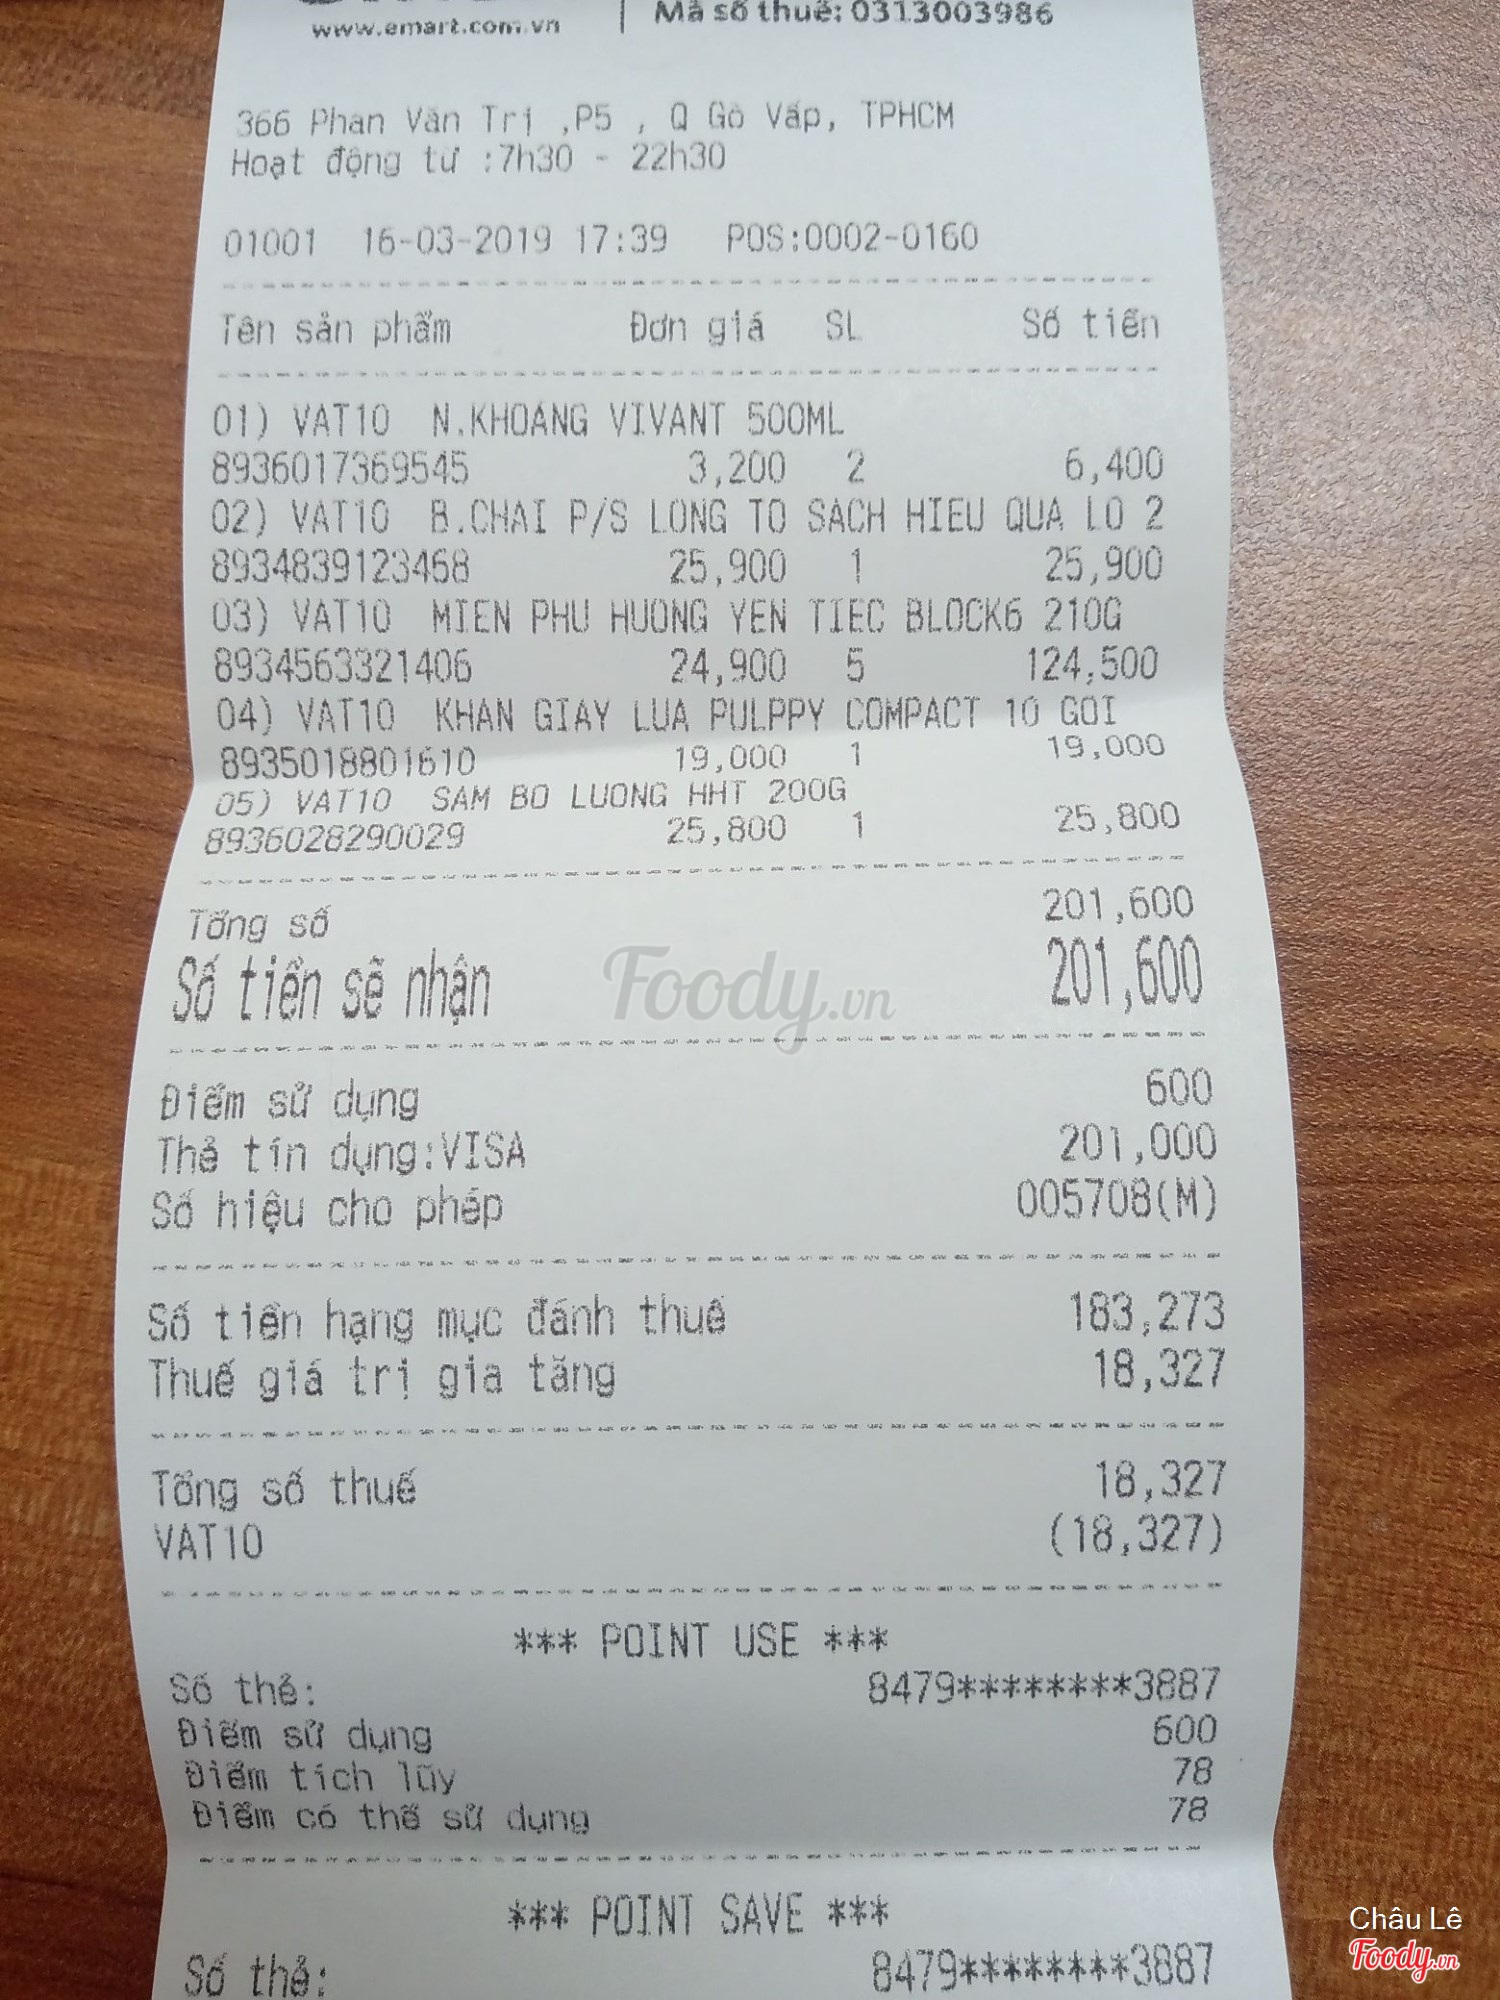 www.emart.com.vn | Mã số thuế: 0313003986
366 Phan Văn Trị ,P5 , Q Gò Vấp, TPHCM
Hoạt động từ :7h30 - 22h30
01001 16-03-2019 17:39 POS:0002-0160
Tên sản phẩm Đơn giá SL Số tiền
01) VAT10 N.KHOÁNG VIVANT 500ML
8936017369545 3,200 2 6,400
02) VAT10 B.CHAI P/S LONG TO SACH HIEU QUA LO 2
8934839123468 25,900 1 25,900
03) VAT10 MIEN PHU HUONG YEN TIEC BLOCK6 210G
8934563321406 24,900 5 124,500
04) VAT10 KHAN GIAY LUA PULPPY COMPACT 10 GOI
8935018801610 19,000 1 19,000
05) VAT10 SAM BO LUONG HHT 200G
8936028290029 25,800 1 25,800
Tổng số 201,600
Số tiền sẽ nhận 201,600
Foody.vn
Điểm sử dụng 600
Thẻ tín dụng:VISA 201,000
Số hiệu cho phép 005708(M)
Số tiền hạng mục đánh thuế 183,273
Thuế giá trị gia tăng 18,327
Tổng số thuế 18,327
VAT10 (18,327)
*** POINT USE ***
Số thẻ: 8479********3887
Điểm sử dụng 600
Điểm tích lũy 78
Điểm có thể sử dụng 78
*** POINT SAVE ***
Số thẻ: 8479********3887
Châu Lê
Foody.vn